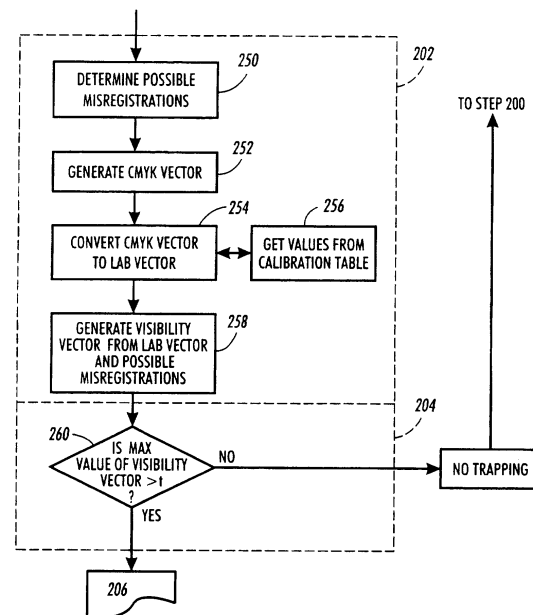 250
202
DETERMINE POSSIBLE
MISREGISTRATIONS
TO STEP 200
252
GENERATE CMYK VECTOR
254
256
CONVERT CMYK VECTOR
TO LAB VECTOR
GET VALUES FROM
CALIBRATION TABLE
258
GENERATE VISIBILITY
VECTOR FROM LAB VECTOR
AND POSSIBLE
MISREGISTRATIONS
204
260
IS MAX
VALUE OF VISIBILITY
VECTOR >t
?
NO
NO TRAPPING
YES
206